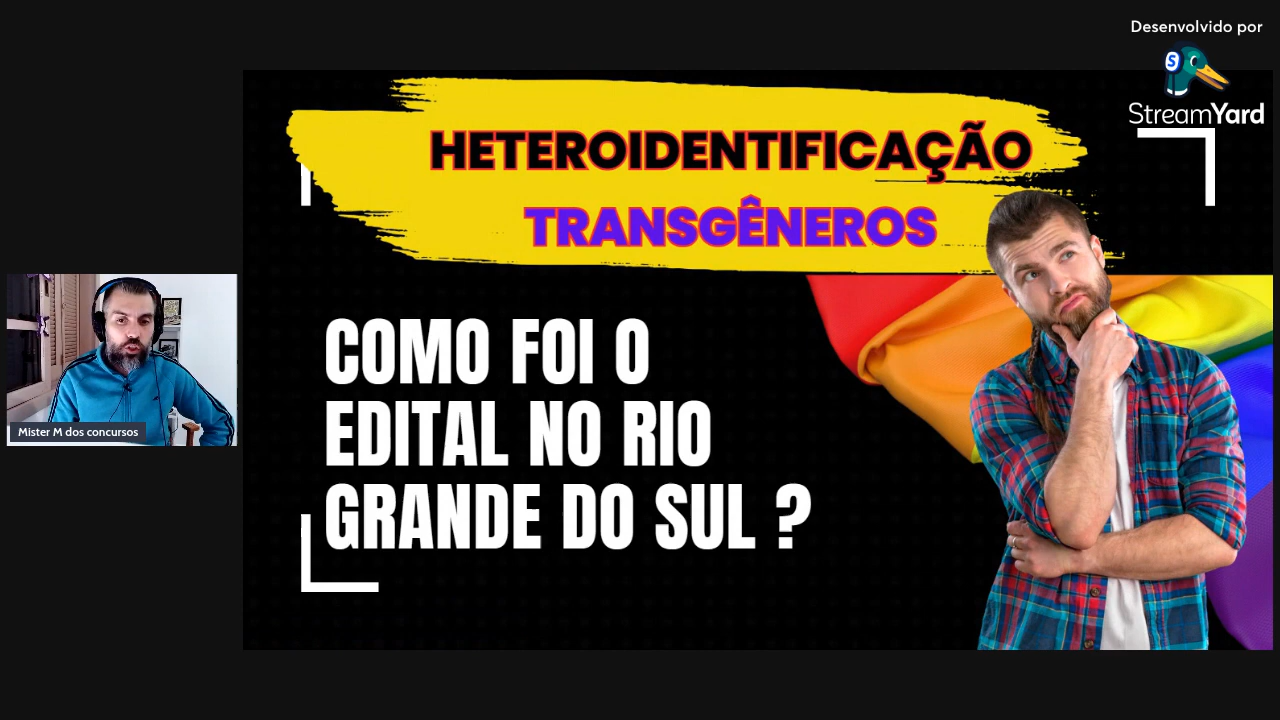 Desenvolvido por
S
StreamYard
HETEROIDENTIFICAÇÃO
TRANSGÊNEROS
COMO FOI O
EDITAL NO RIO
GRANDE DO SUL ?
Mister M dos concursos